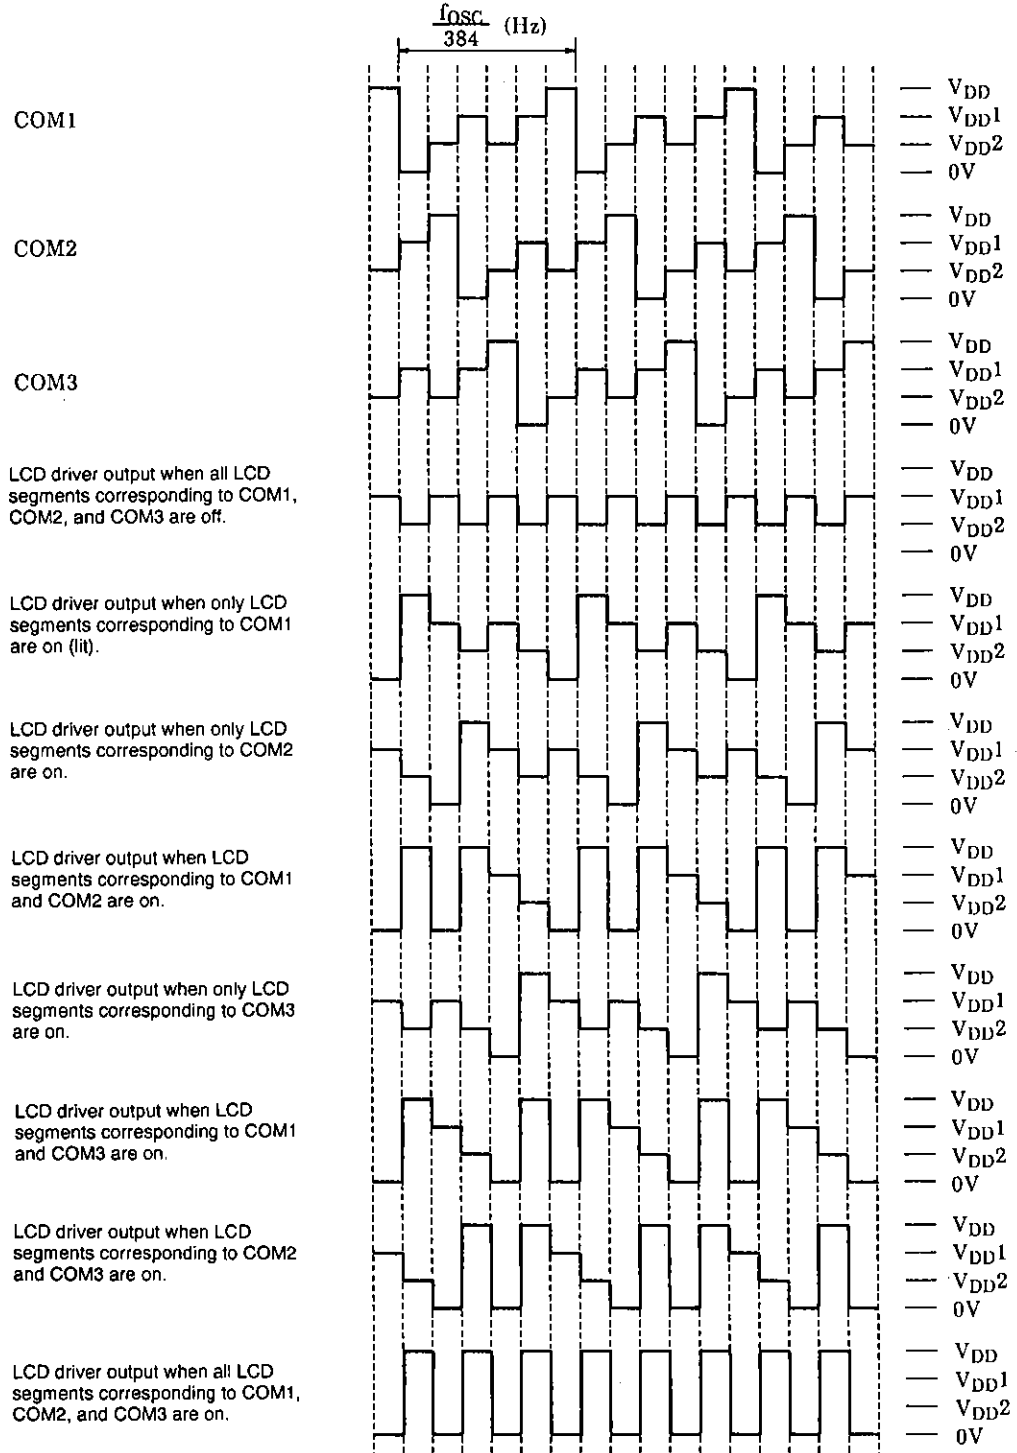 fOSC
384 (Hz)
COM1
VDD
VDD1
VDD2
0V
COM2
VDD
VDD1
VDD2
0V
COM3
VDD
VDD1
VDD2
0V
LCD driver output when all LCD
segments corresponding to COM1,
COM2, and COM3 are off.
VDD
VDD1
VDD2
0V
LCD driver output when only LCD
segments corresponding to COM1
are on (lit).
VDD
VDD1
VDD2
0V
LCD driver output when only LCD
segments corresponding to COM2
are on.
VDD
VDD1
VDD2
0V
LCD driver output when LCD
segments corresponding to COM1
and COM2 are on.
VDD
VDD1
VDD2
0V
LCD driver output when only LCD
segments corresponding to COM3
are on.
VDD
VDD1
VDD2
0V
LCD driver output when LCD
segments corresponding to COM1
and COM3 are on.
VDD
VDD1
VDD2
0V
LCD driver output when LCD
segments corresponding to COM2
and COM3 are on.
VDD
VDD1
VDD2
0V
LCD driver output when all LCD
segments corresponding to COM1,
COM2, and COM3 are on.
VDD
VDD1
VDD2
0V